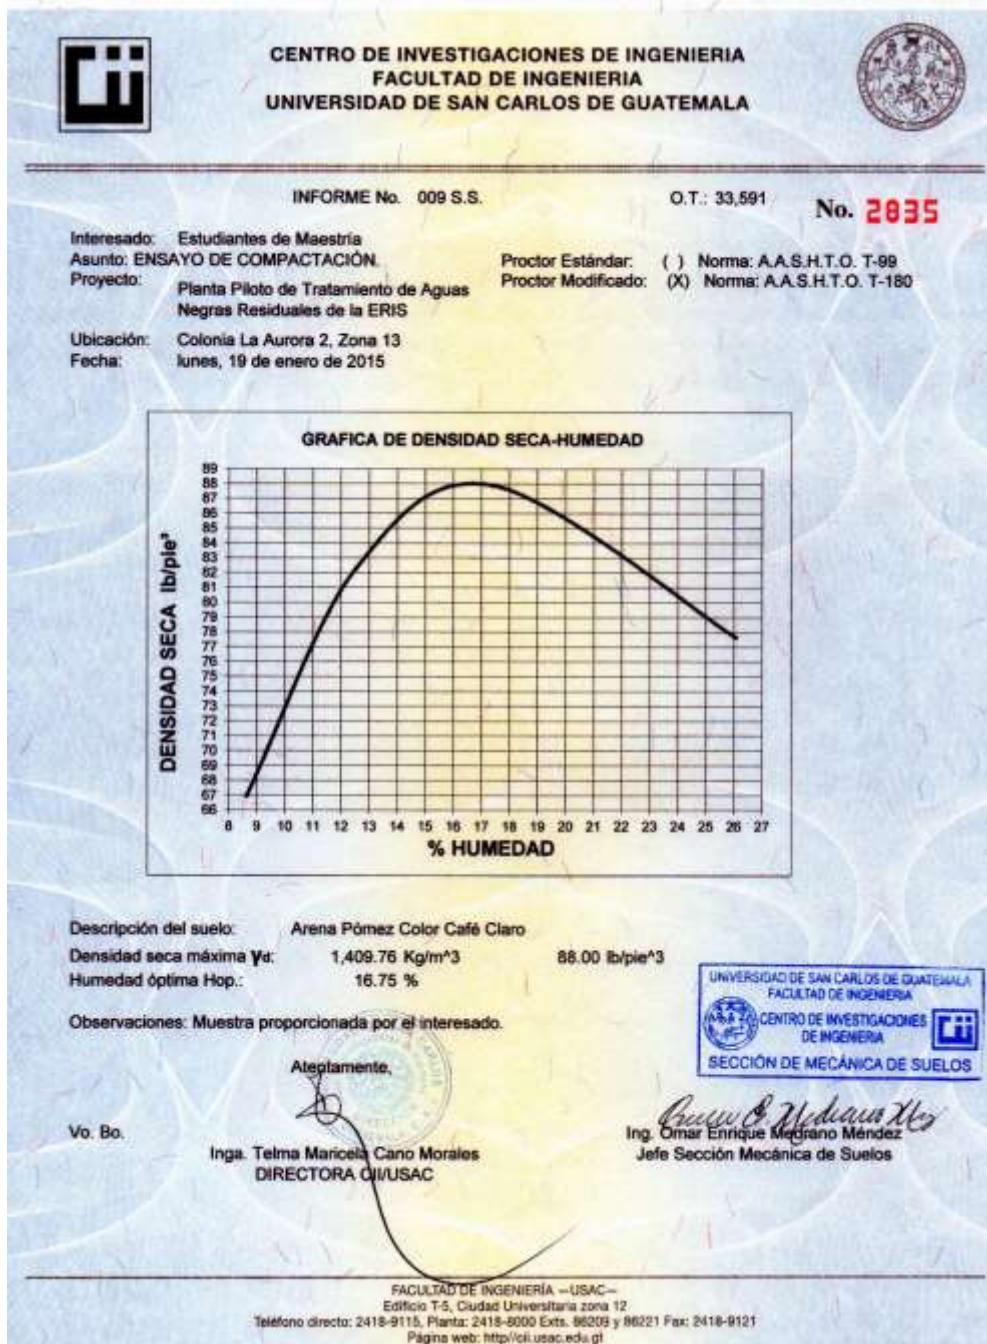 CENTRO DE INVESTIGACIONES DE INGENIERIA
FACULTAD DE INGENIERIA
UNIVERSIDAD DE SAN CARLOS DE GUATEMALA
INFORME No. 009 S.S. O.T.: 33,591 No. 2835
Interesado: Estudiantes de Maestría
Asunto: ENSAYO DE COMPACTACIÓN. Proctor Estándar: ( ) Norma: A.A.S.H.T.O. T-99
Proyecto: Planta Piloto de Tratamiento de Aguas Proctor Modificado: (X) Norma: A.A.S.H.T.O. T-180
Negras Residuales de la ERIS
Ubicación: Colonia La Aurora 2, Zona 13
Fecha: lunes, 19 de enero de 2015
GRAFICA DE DENSIDAD SECA-HUMEDAD
DENSIDAD SECA lb/pie³
89
88
87
86
85
84
83
82
81
80
79
78
77
76
75
74
73
72
71
70
69
68
67
66
8 9 10 11 12 13 14 15 16 17 18 19 20 21 22 23 24 25 26 27
% HUMEDAD
Descripción del suelo: Arena Pómez Color Café Claro
Densidad seca máxima γd: 1,409.76 Kg/m^3 88.00 lb/pie^3
Humedad óptima Hop.: 16.75 %
Observaciones: Muestra proporcionada por el interesado.
UNIVERSIDAD DE SAN CARLOS DE GUATEMALA
FACULTAD DE INGENIERIA
CENTRO DE INVESTIGACIONES
DE INGENIERIA
SECCIÓN DE MECÁNICA DE SUELOS
Atentamente,
Vo. Bo.
Inga. Telma Maricela Cano Morales
DIRECTORA CII/USAC
Ing. Omar Enrique Medrano Méndez
Jefe Sección Mecánica de Suelos
FACULTAD DE INGENIERÍA —USAC—
Edificio T-5, Ciudad Universitaria zona 12
Teléfono directo: 2418-9115, Planta: 2418-8000 Exts. 86209 y 86221 Fax: 2418-9121
Página web: http//cii.usac.edu.gt